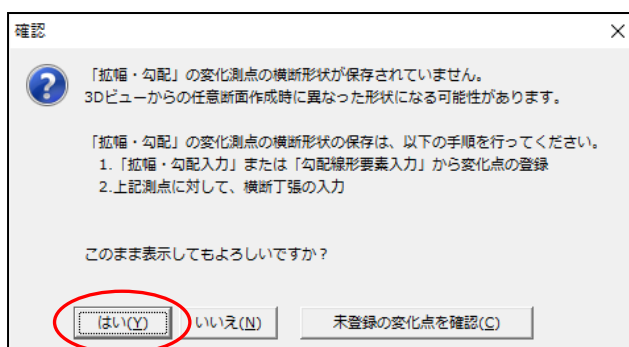 確認
「拡幅・勾配」の変化測点の横断形状が保存されていません。
3Dビューからの任意断面作成時に異なった形状になる可能性があります。
「拡幅・勾配」の変化測点の横断形状の保存は、以下の手順を行ってください。
1.「拡幅・勾配入力」または「勾配線形要素入力」から変化点の登録
2.上記測点に対して、横断丁張の入力
このまま表示してもよろしいですか？
はい(Y) いいえ(N) 未登録の変化点を確認(C)